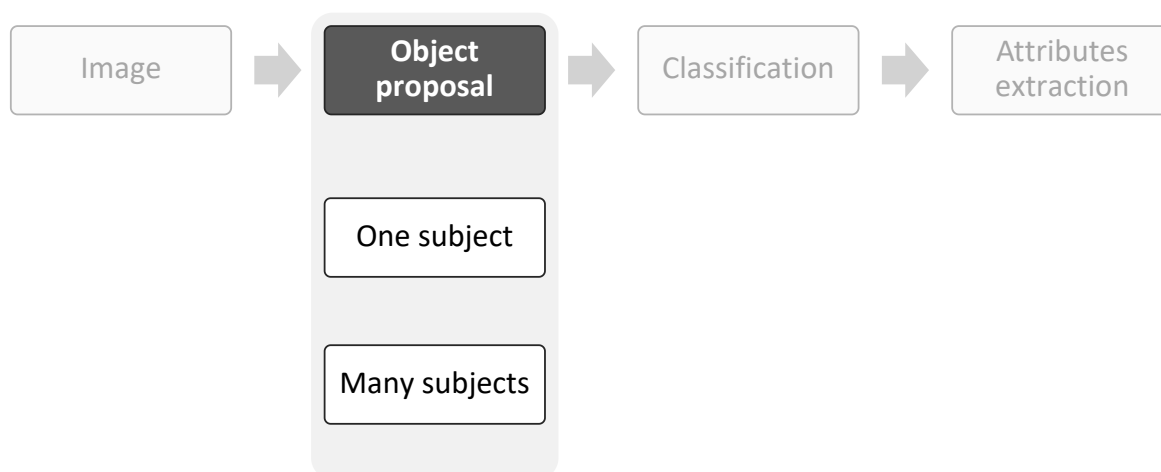 Image
Object
proposal
Classification
Attributes
extraction
One subject
Many subjects